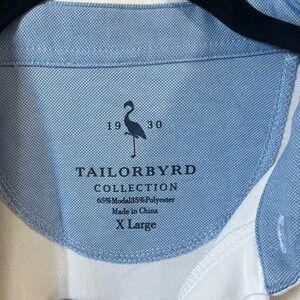 19 30
TAILORBYRD
COLLECTION
65%Modal35%Polyester
Made in China
X Large